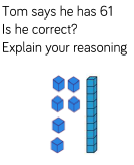 Tom says he has 61
Is he correct?
Explain your reasoning